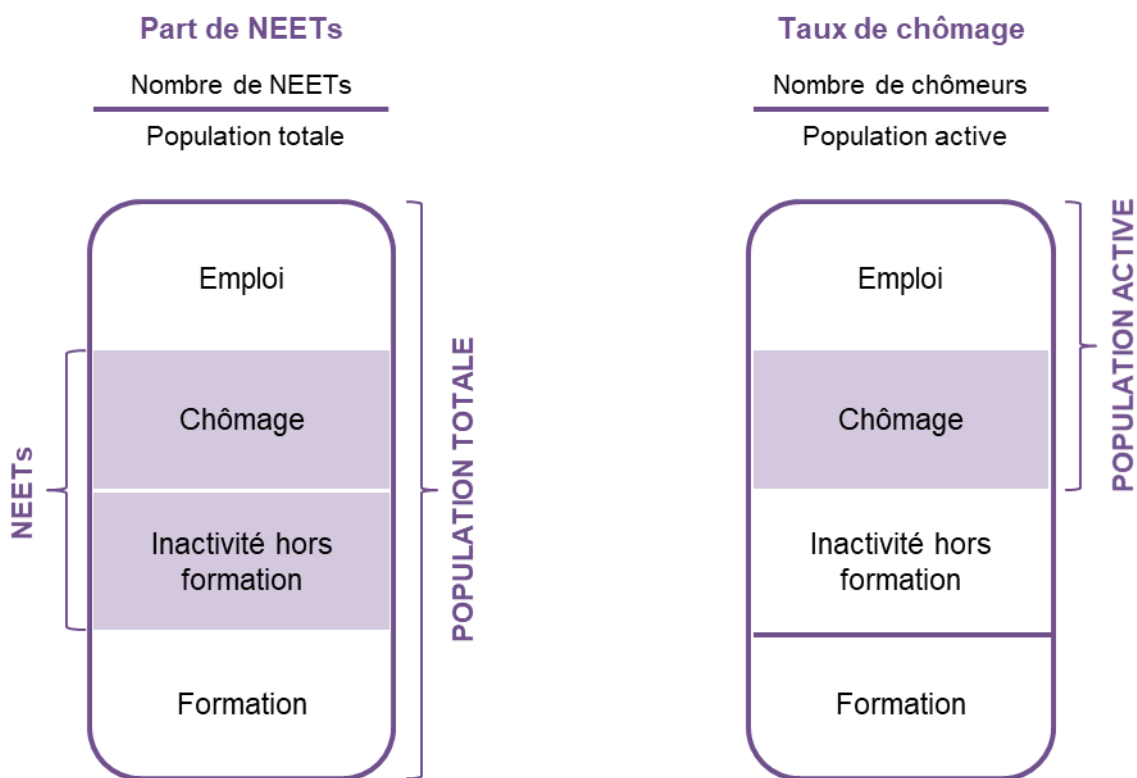 Part de NEETs
Nombre de NEETs
Population totale
Emploi
Chômage
Inactivité hors
formation
Formation
NEETs
POPULATION TOTALE
Taux de chômage
Nombre de chômeurs
Population active
Emploi
Chômage
Inactivité hors
formation
Formation
POPULATION ACTIVE